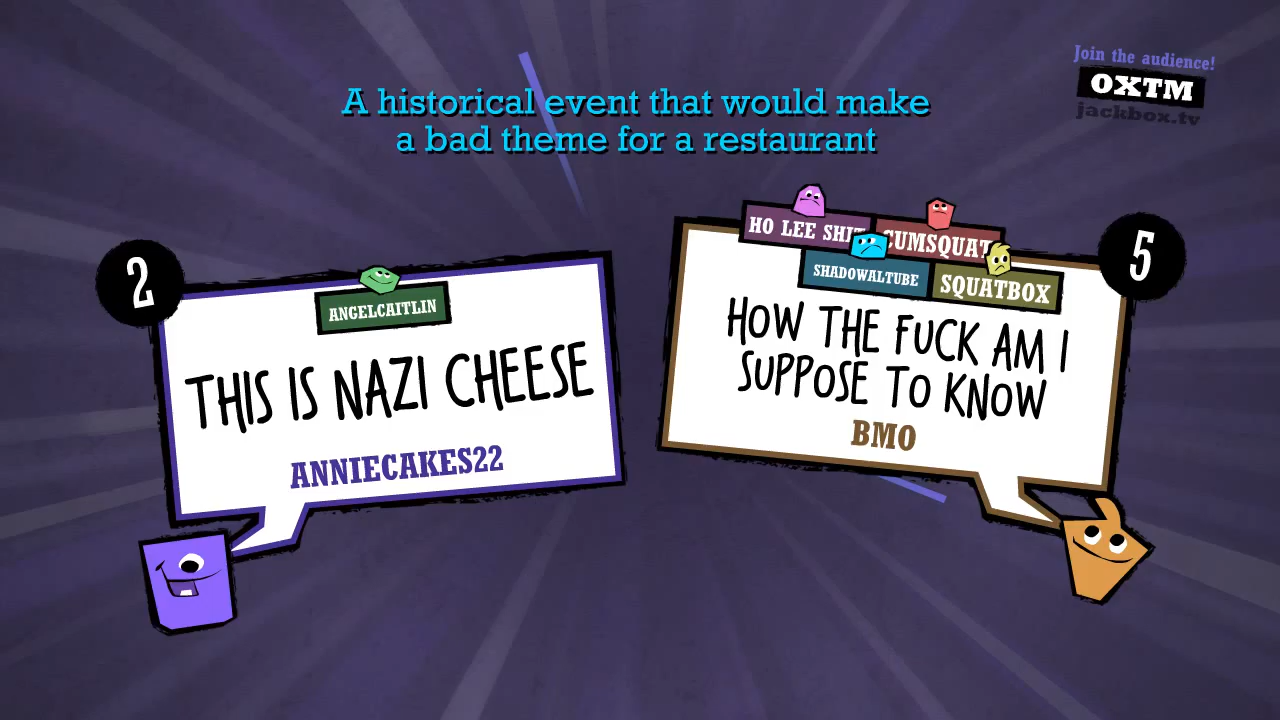 Join the audience!
OXTM
jackbox.tv
A historical event that would make
a bad theme for a restaurant
2
ANGELCAITLIN
THIS IS NAZI CHEESE
ANNIECAKES22
5
HO LEE SHIT
CUMSQUAT
SHADOWALTUBE
SQUATBOX
HOW THE FUCK AM I
SUPPOSE TO KNOW
BMO